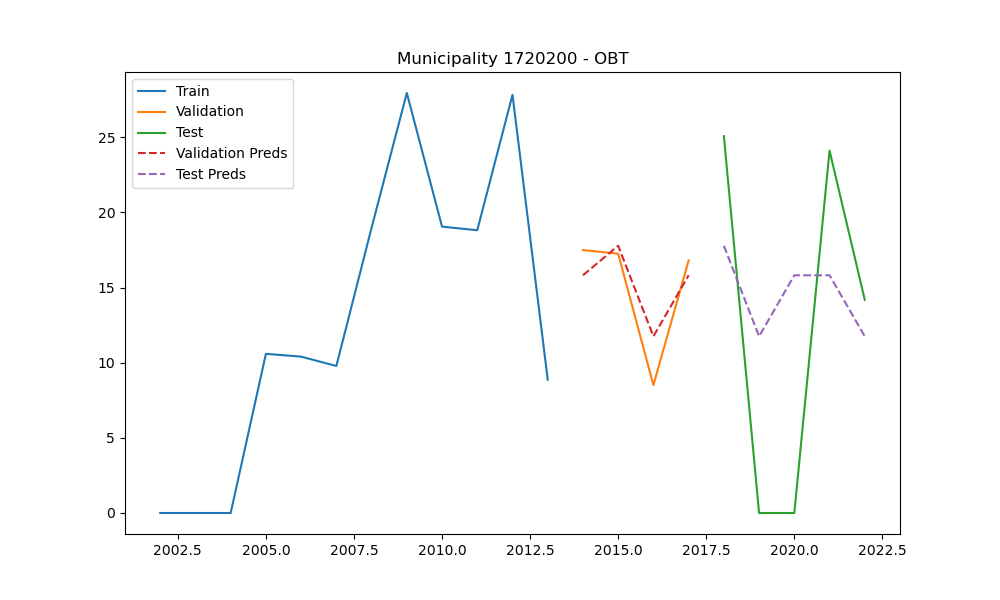 Municipality 1720200 - OBT
Train
Validation
Test
Validation Preds
Test Preds
25
20
15
10
5
0
2002.5 2005.0 2007.5 2010.0 2012.5 2015.0 2017.5 2020.0 2022.5